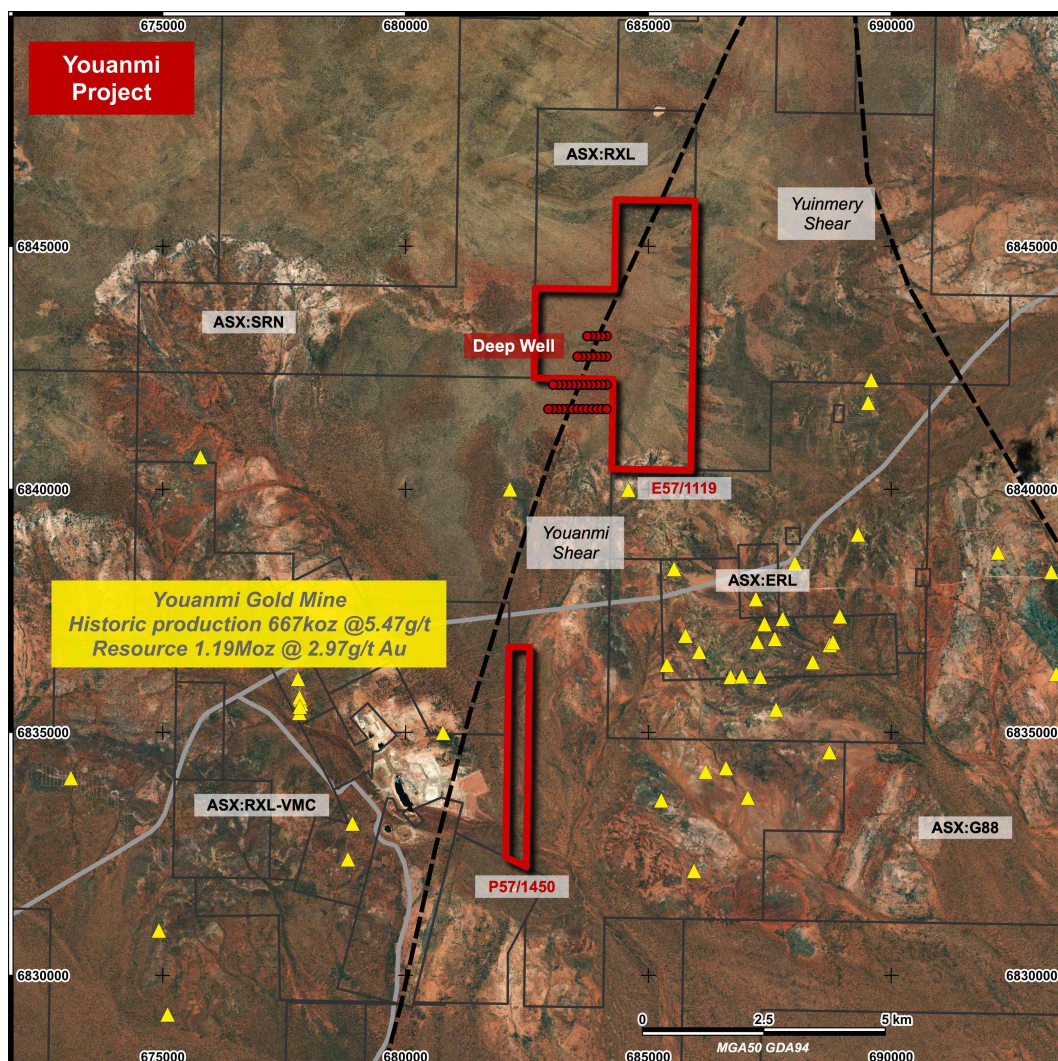 675000
680000
685000
690000
Youanmi
Project
ASX:RXL
Yuinmery
Shear
6845000
6845000
ASX:SRN
Deep Well
6840000
E57/1119
6840000
Youanmi
Shear
ASX:ERL
Youanmi Gold Mine
Historic production 667koz @5.47g/t
Resource 1.19Moz @ 2.97g/t Au
6835000
6835000
ASX:RXL-VMC
ASX:G88
P57/1450
6830000
6830000
0
2.5
5 km
MGA50 GDA94
675000
680000
685000
690000